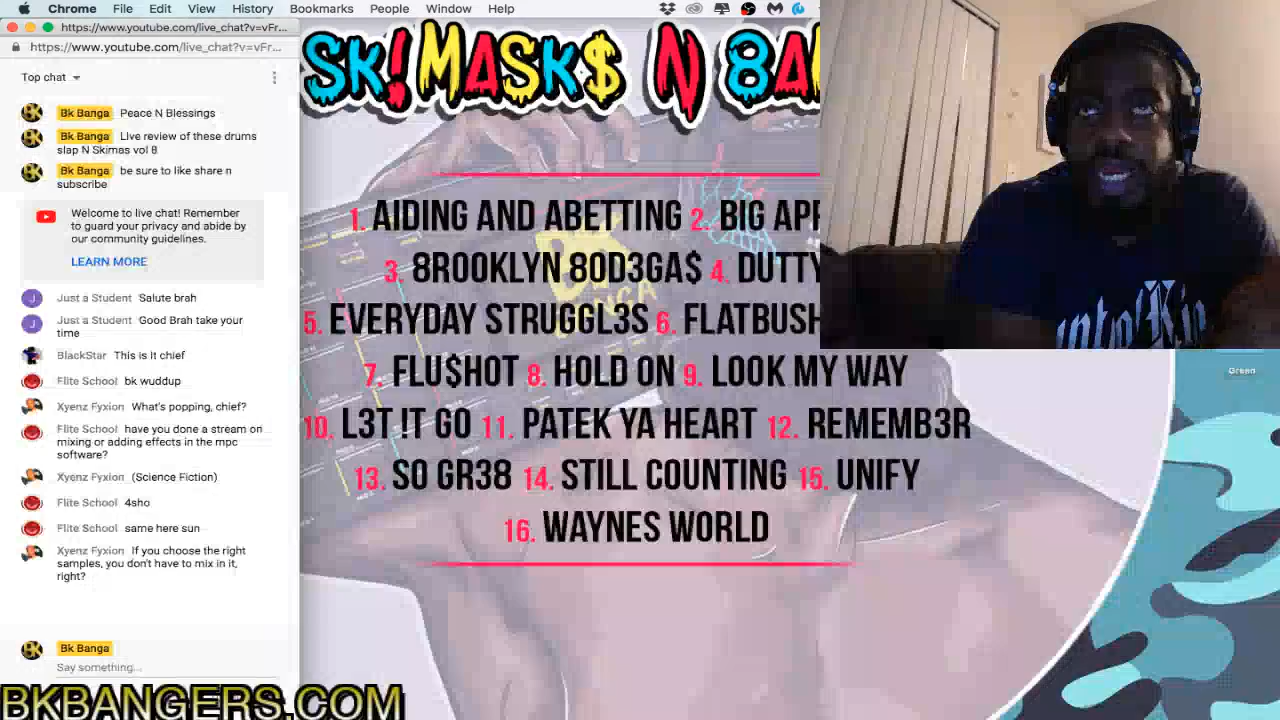 Chrome File Edit View History Bookmarks People Window Help
https://www.youtube.com/live_chat?v=vFr...
https://www.youtube.com/live_chat?v=vFr...
Top chat
Bk Banga Peace N Blessings
Bk Banga LIve review of these drums
slap N Skimas vol 8
Bk Banga be sure to like share n
subscribe
Welcome to live chat! Remember
to guard your privacy and abide by
our community guidelines.
LEARN MORE
Just a Student Salute brah
Just a Student Good Brah take your
time
BlackStar This is it chief
Flite School bk wuddup
Xyenz Fyxion What's popping, chief?
Flite School have you done a stream on
mixing or adding effects in the mpc
software?
Xyenz Fyxion (Science Fiction)
Flite School 4sho
Flite School same here sun
Xyenz Fyxion If you choose the right
samples, you don't have to mix in it,
right?
Bk Banga
Say something...
BKBANGERS.COM
SK!MASK$ N 8A
1. AIDING AND ABETTING 2. BIG APP
3. 8ROOKLYN 8OD3GA$ 4. DUTTY
5. EVERYDAY STRUGGL3S 6. FLATBUSH
7. FLU$HOT 8. HOLD ON 9. LOOK MY WAY
10. L3T !T GO 11. PATEK YA HEART 12. REMEMB3R
13. SO GR38 14. STILL COUNTING 15. UNIFY
16. WAYNES WORLD
BK
BANGA
Green